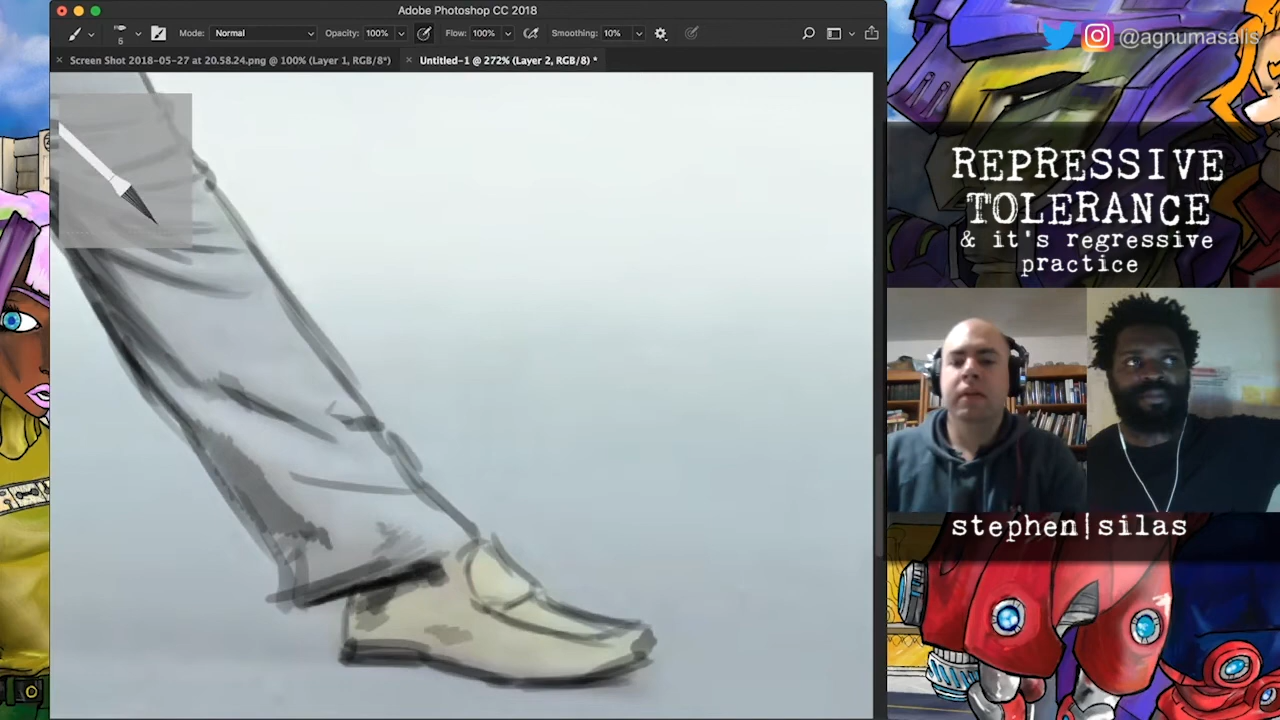 Adobe Photoshop CC 2018
5
Mode: Normal Opacity: 100% Flow: 100% Smoothing: 10%
Screen Shot 2018-05-27 at 20.58.24.png @ 100% (Layer 1, RGB/8*) Untitled-1 @ 272% (Layer 2, RGB/8) *
@agnumasalis
REPRESSIVE
TOLERANCE
& it's regressive
practice
stephen|silas